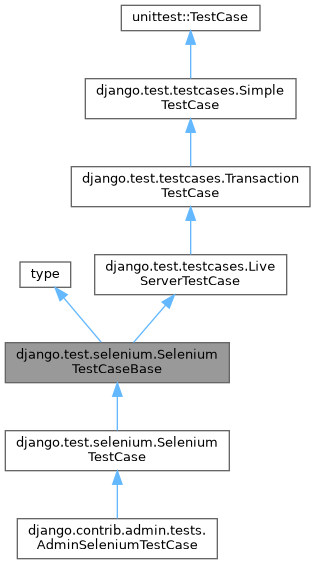 unittest::TestCase
django.test.testcases.Simple
TestCase
django.test.testcases.Transaction
TestCase
type
django.test.testcases.Live
ServerTestCase
django.test.selenium.Selenium
TestCaseBase
django.test.selenium.Selenium
TestCase
django.contrib.admin.tests.
AdminSeleniumTestCase